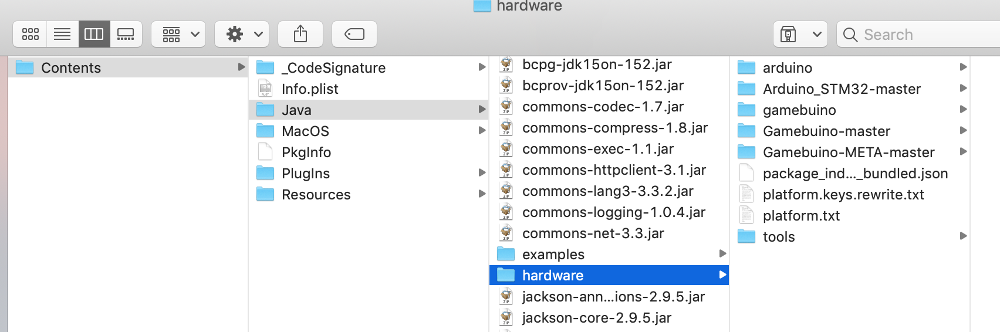 hardware
Search
Contents
_CodeSignature
Info.plist
Java
MacOS
PkgInfo
PlugIns
Resources
bcpg-jdk15on-152.jar
bcprov-jdk15on-152.jar
commons-codec-1.7.jar
commons-compress-1.8.jar
commons-exec-1.1.jar
commons-httpclient-3.1.jar
commons-lang3-3.3.2.jar
commons-logging-1.0.4.jar
commons-net-3.3.jar
examples
hardware
jackson-ann...ions-2.9.5.jar
jackson-core-2.9.5.jar
arduino
Arduino_STM32-master
gamebuino
Gamebuino-master
Gamebuino-META-master
package_ind..._bundled.json
platform.keys.rewrite.txt
platform.txt
tools